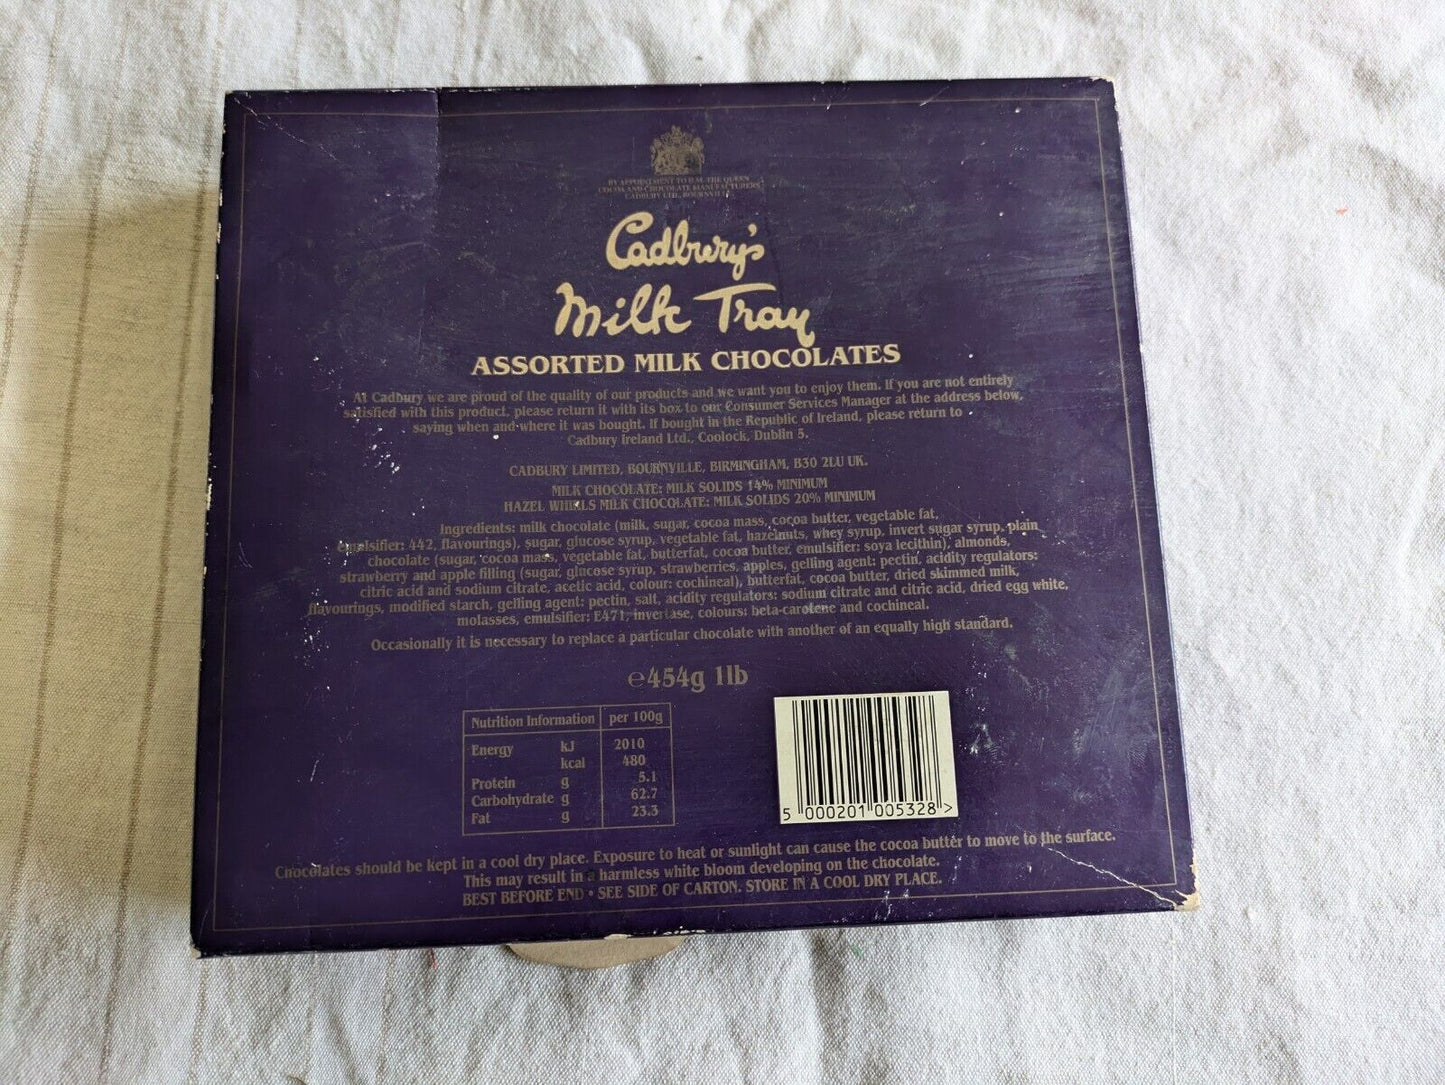 BY APPOINTMENT TO H.M. THE QUEEN
COCOA AND CHOCOLATE MANUFACTURERS
CADBURY LTD., BOURNVILLE
Cadbury's
Milk Tray
ASSORTED MILK CHOCOLATES
At Cadbury we are proud of the quality of our products and we want you to enjoy them. If you are not entirely
satisfied with this product, please return it with its box to our Consumer Services Manager at the address below,
saying when and where it was bought. If bought in the Republic of Ireland, please return to
Cadbury Ireland Ltd., Coolock, Dublin 5.
CADBURY LIMITED, BOURNVILLE, BIRMINGHAM, B30 2LU UK.
MILK CHOCOLATE: MILK SOLIDS 14% MINIMUM
HAZEL WHIRLS MILK CHOCOLATE: MILK SOLIDS 20% MINIMUM
Ingredients: milk chocolate (milk, sugar, cocoa mass, cocoa butter, vegetable fat,
emulsifier: 442, flavourings), sugar, glucose syrup, vegetable fat, hazelnuts, whey syrup, invert sugar syrup, plain
chocolate (sugar, cocoa mass, vegetable fat, butterfat, cocoa butter, emulsifier: soya lecithin), almonds,
strawberry and apple filling (sugar, glucose syrup, strawberries, apples, gelling agent: pectin, acidity regulators:
citric acid and sodium citrate, acetic acid, colour: cochineal), butterfat, cocoa butter, dried skimmed milk,
flavourings, modified starch, gelling agent: pectin, salt, acidity regulators: sodium citrate and citric acid, dried egg white,
molasses, emulsifier: E471, invertase, colours: beta-carotene and cochineal.
Occasionally it is necessary to replace a particular chocolate with another of an equally high standard.
℮454g 1lb
Nutrition Information per 100g
Energy kJ 2010
kcal 480
Protein g 5.1
Carbohydrate g 62.7
Fat g 23.3
5 000201 005328 >
Chocolates should be kept in a cool dry place. Exposure to heat or sunlight can cause the cocoa butter to move to the surface.
This may result in a harmless white bloom developing on the chocolate.
BEST BEFORE END • SEE SIDE OF CARTON. STORE IN A COOL DRY PLACE.